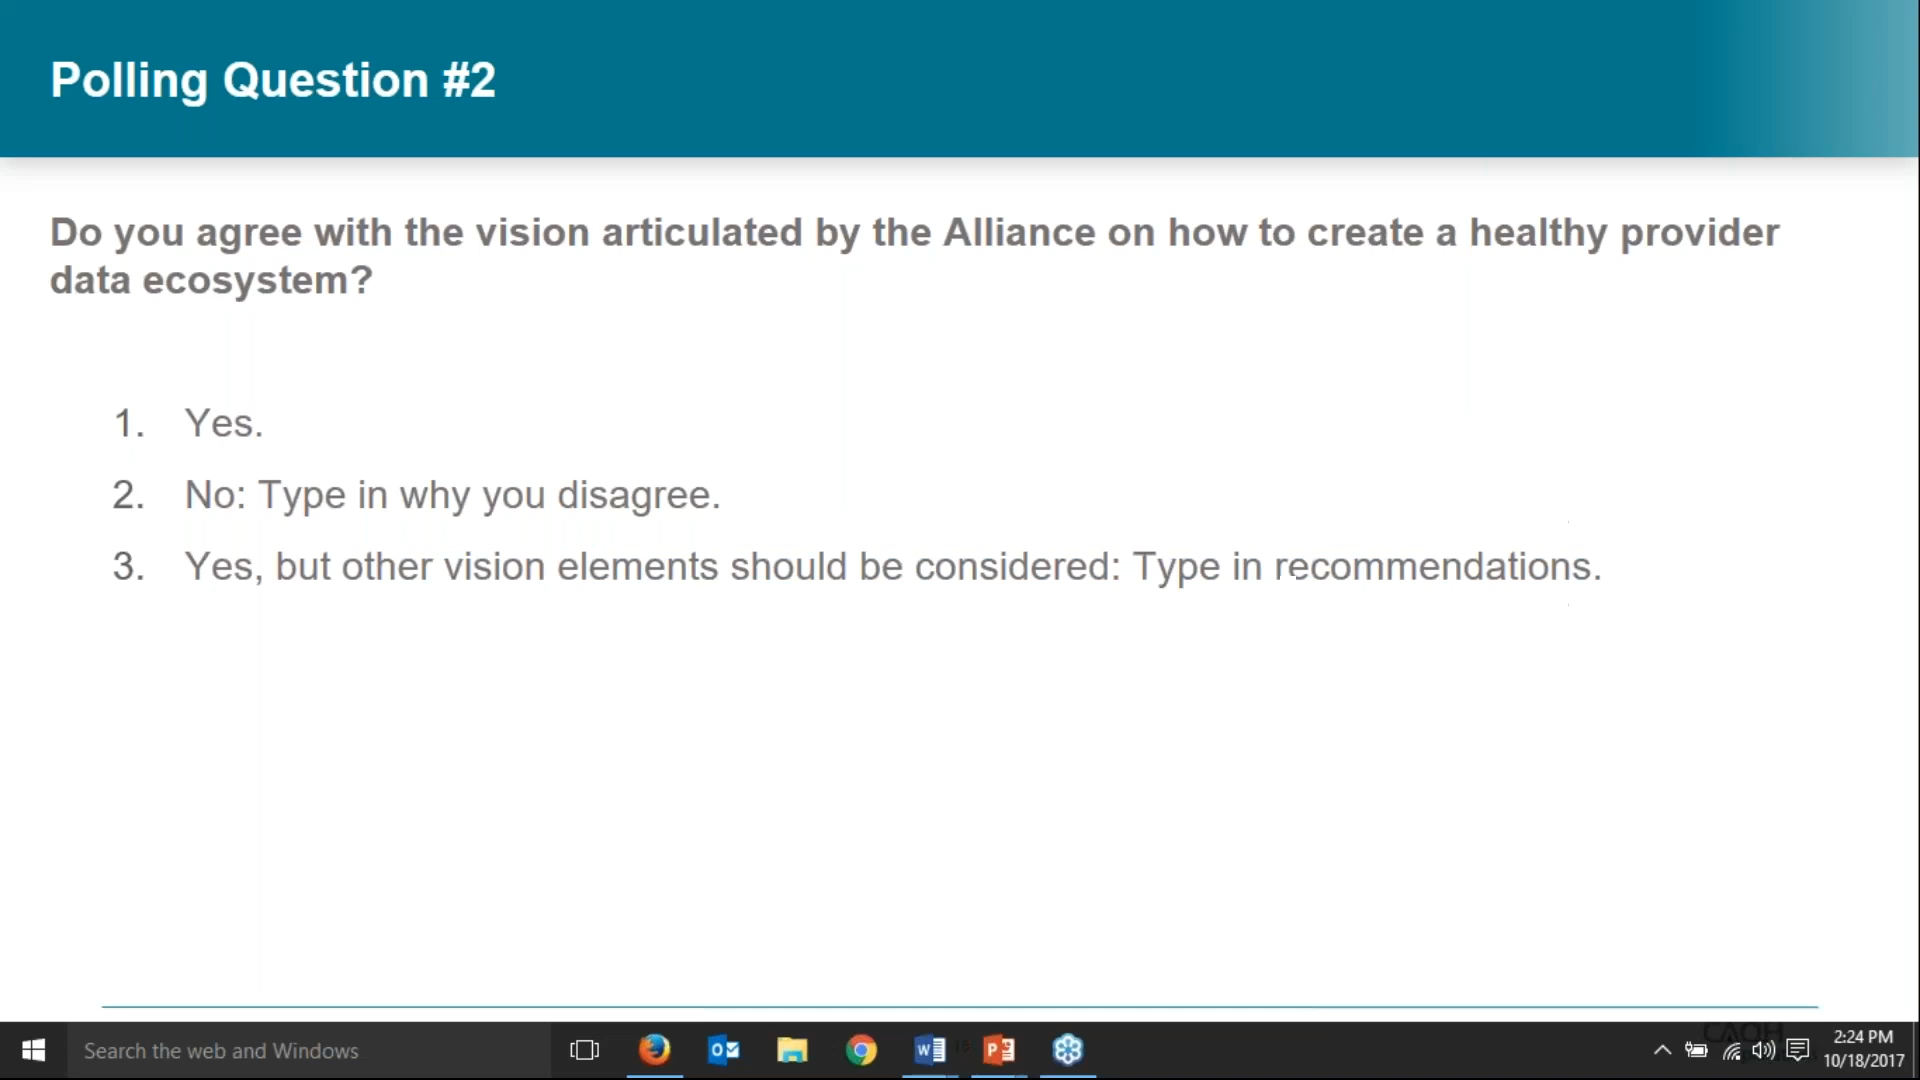 Polling Question #2
Do you agree with the vision articulated by the Alliance on how to create a healthy provider
data ecosystem?
1. Yes.
2. No: Type in why you disagree.
3. Yes, but other vision elements should be considered: Type in recommendations.
CAQH
Search the web and Windows
15
2:24 PM
10/18/2017